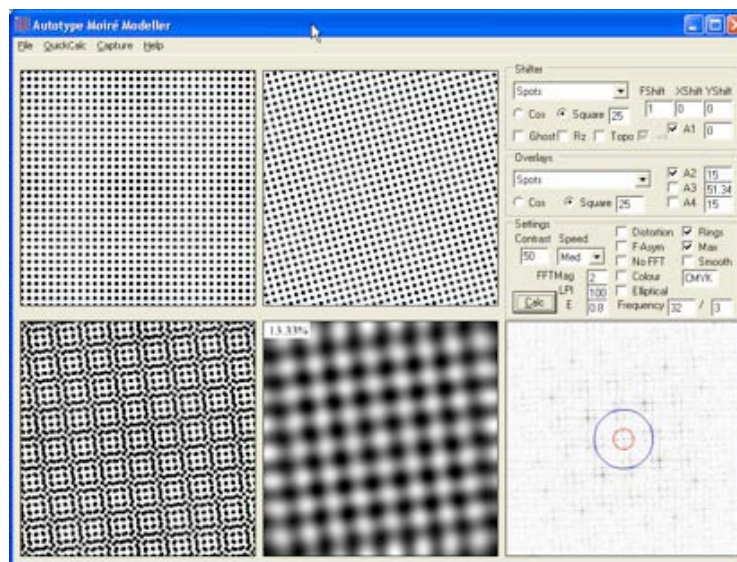 Autotype Moiré Modeller
File QuickCalc Capture Help
Shifter
Spots FShift XShift YShift
Cos Square 25 1 0 0
Ghost Rz Topo A1 0
Overlays
Spots A2 15
A3 51.34
Cos Square 25 A4 15
Settings
Contrast Speed Distortion Rings
50 Med F-Asym Max
No FFT Smooth
FFTMag 2 Colour CMYK
LPI 100 Elliptical
Calc E 0.8 Frequency 32 / 3
13.33%